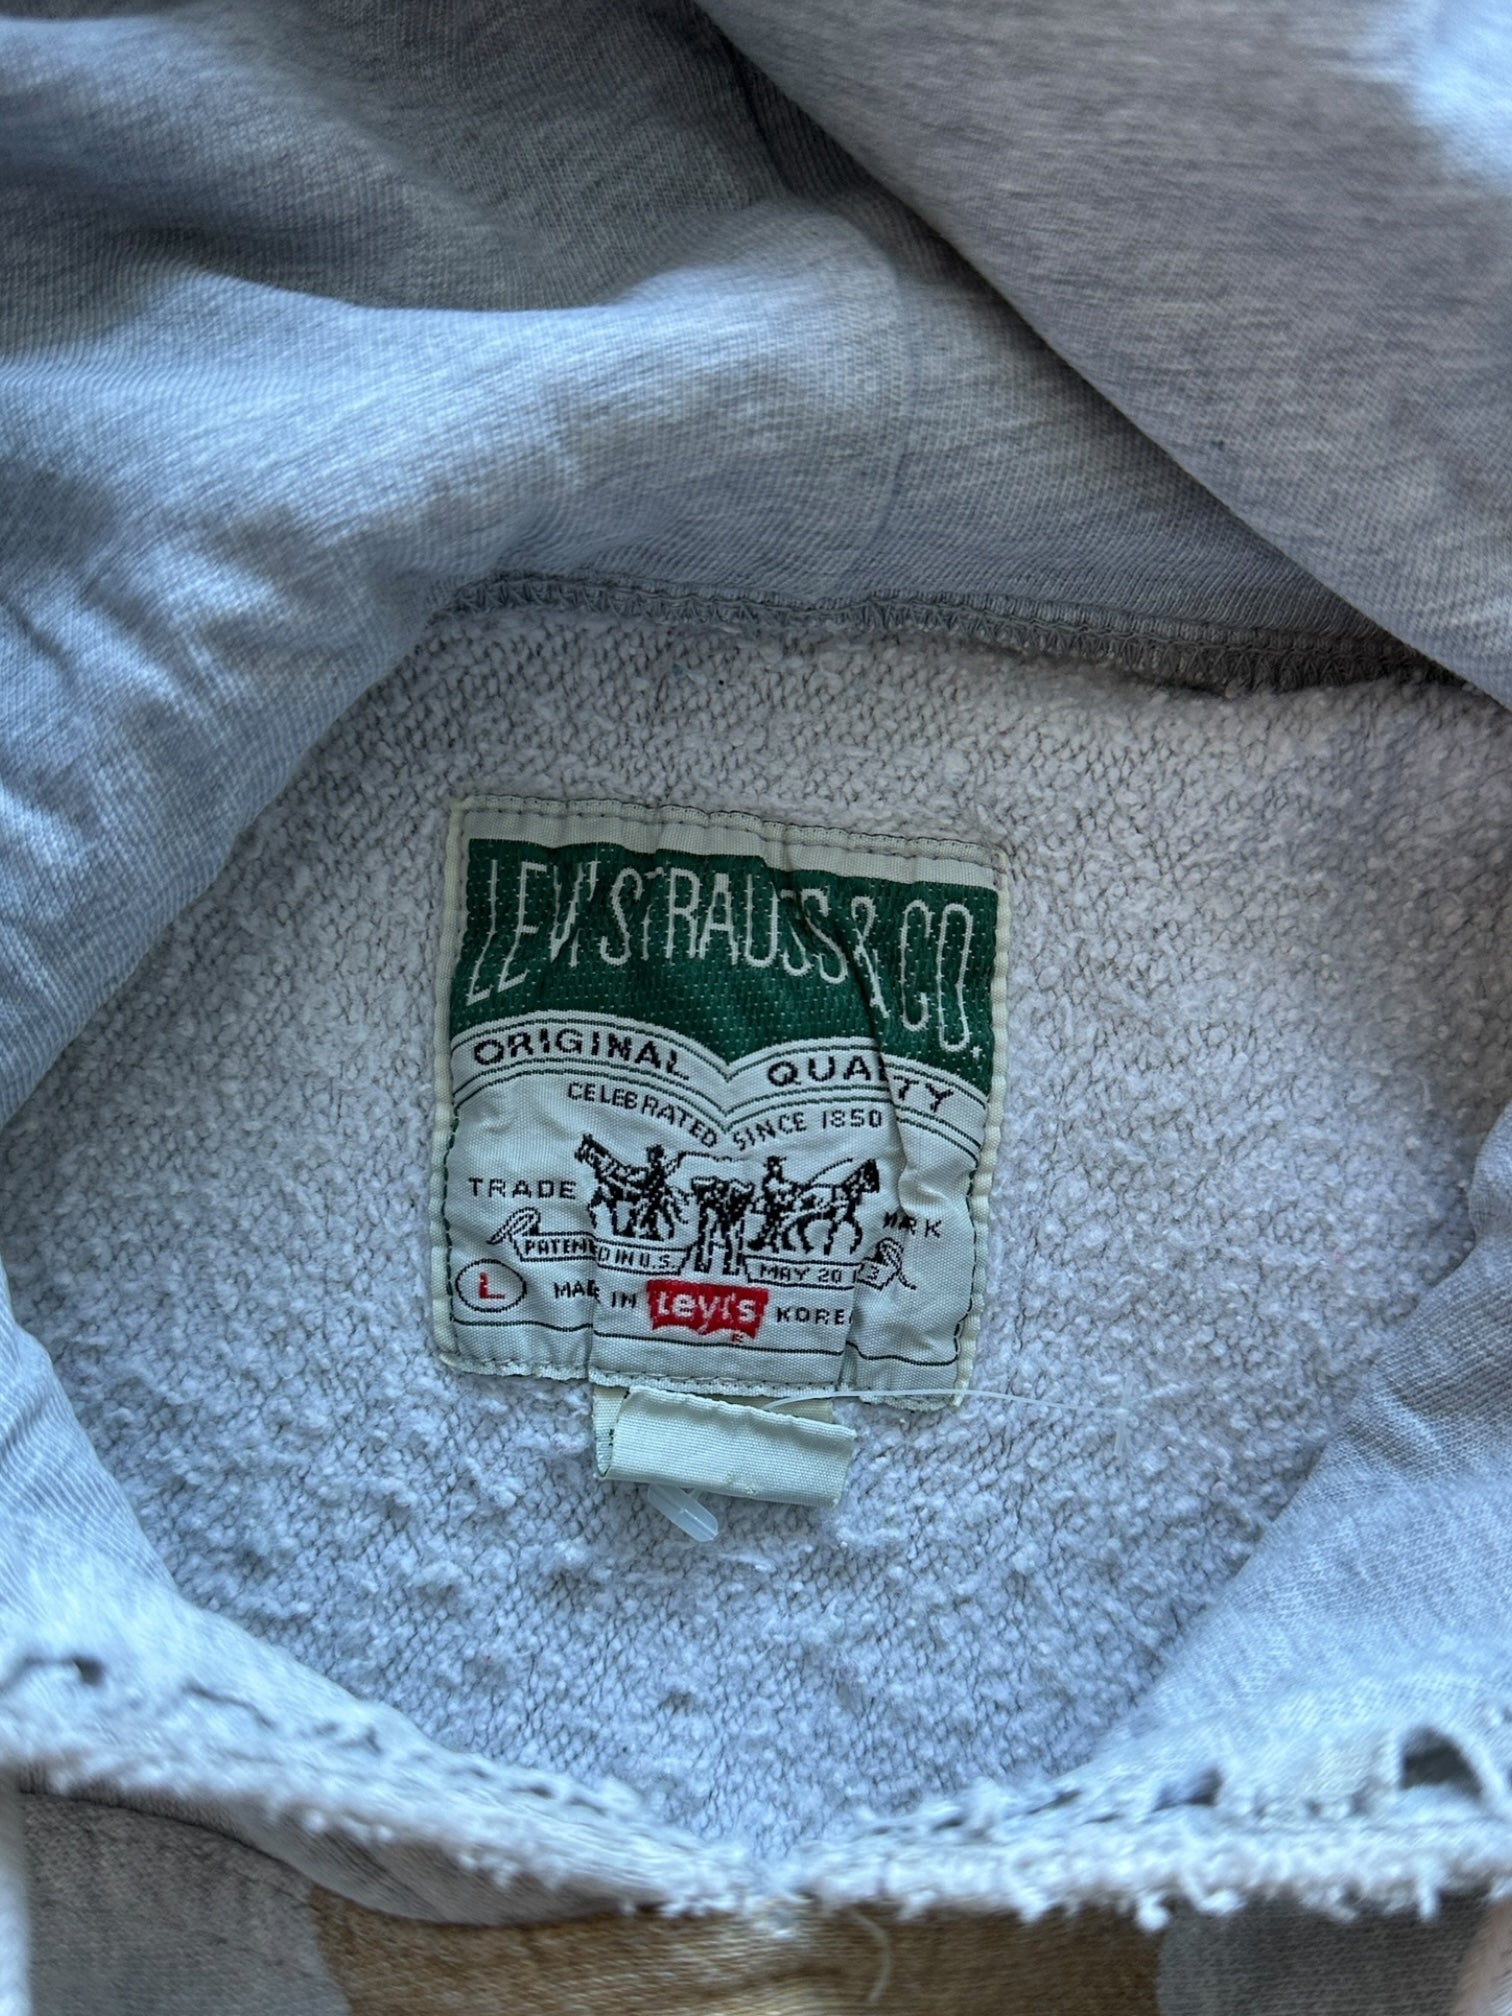 LEVI STRAUSS & CO.
ORIGINAL QUALITY
CELEBRATED SINCE 1850
TRADE MARK
PATENTED IN U.S. MAY 20
L MADE IN Levi's KOREA
R